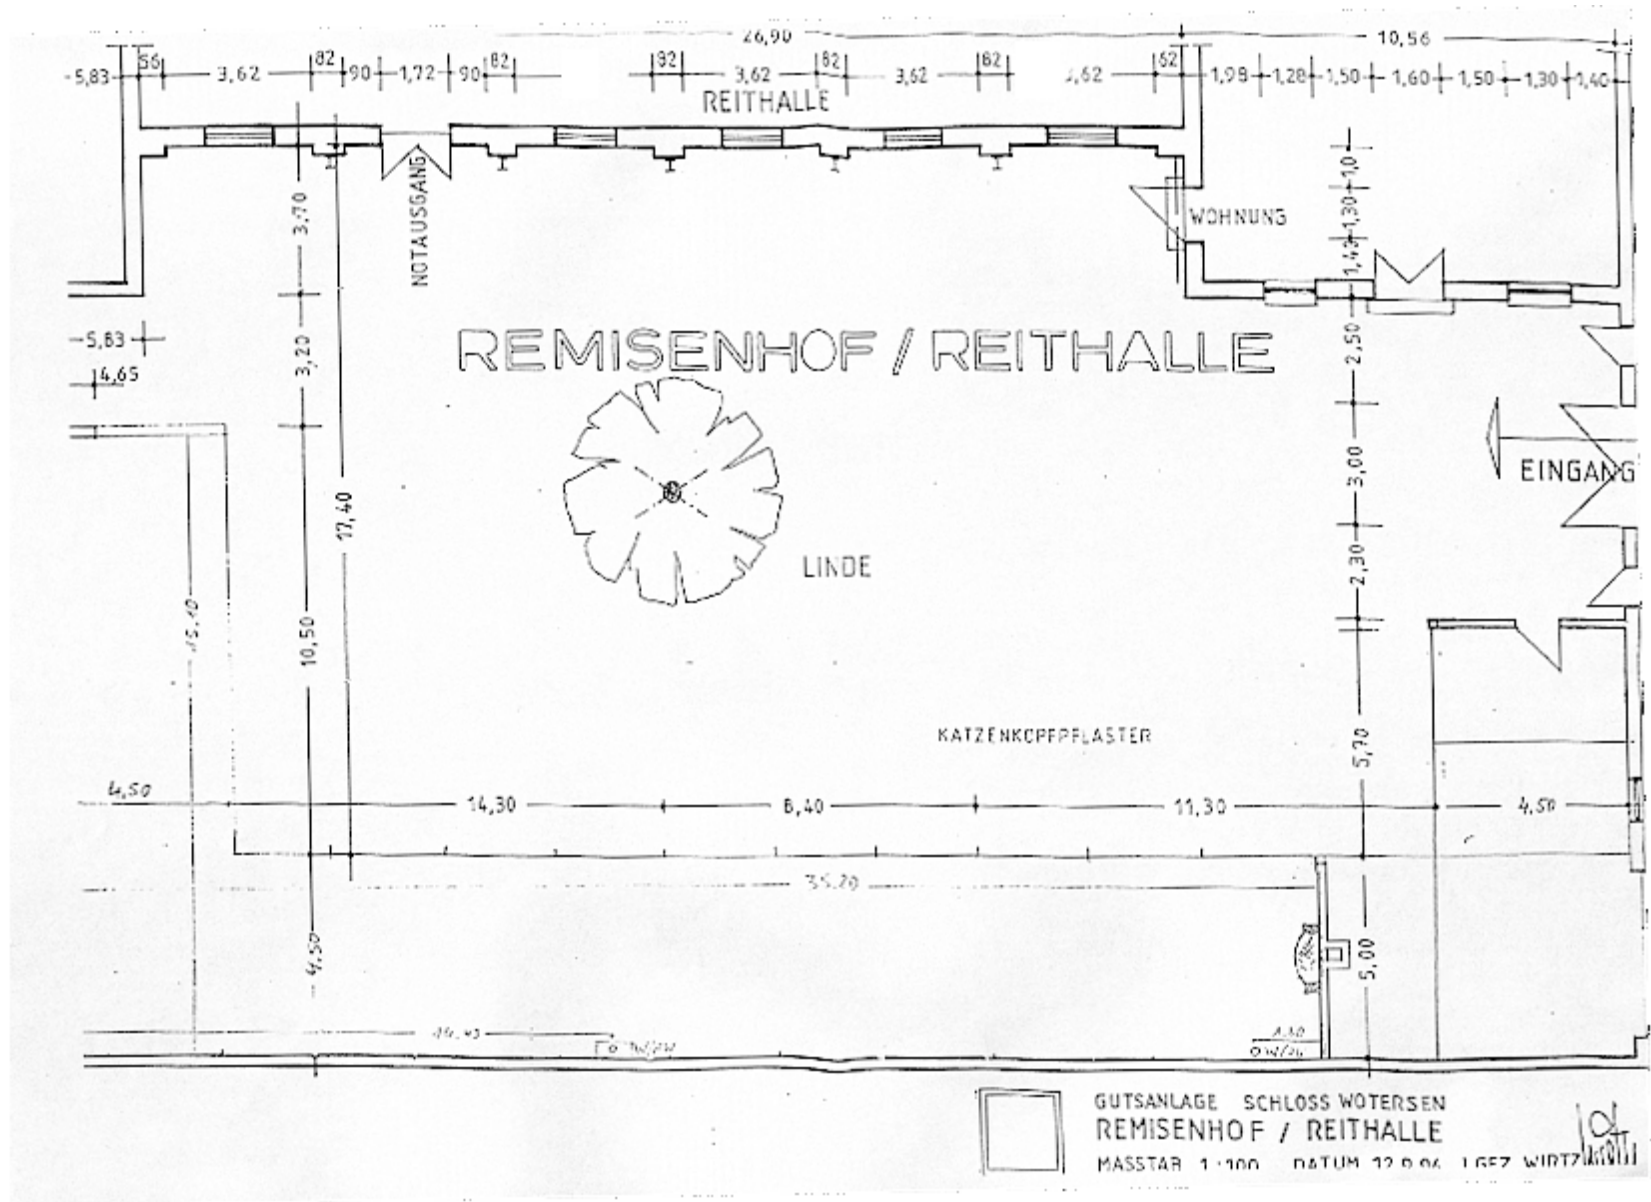 26,90 10,56
5,83 56 3,62 82 90 1,72 90 82 82 3,62 82 3,62 82 62 1,98 1,28 1,50 1,60 1,50 1,30 1,40
REITHALLE
NOTAUSGANG
WOHNUNG
1,0
1,30
1,42
3,70
REMISENHOF / REITHALLE
5,83
3,20
2,50
4,65
EINGANG
3,00
17,40
LINDE
2,30
10,50
KATZENKOPFPFLASTER
5,70
4,50 14,30 11,30 4,50
35,20
4,50
5,00
GUTSANLAGE SCHLOSS WOTERSEN
REMISENHOF / REITHALLE
MASSTAB 1:100 DATUM GEZ. WIRTZ